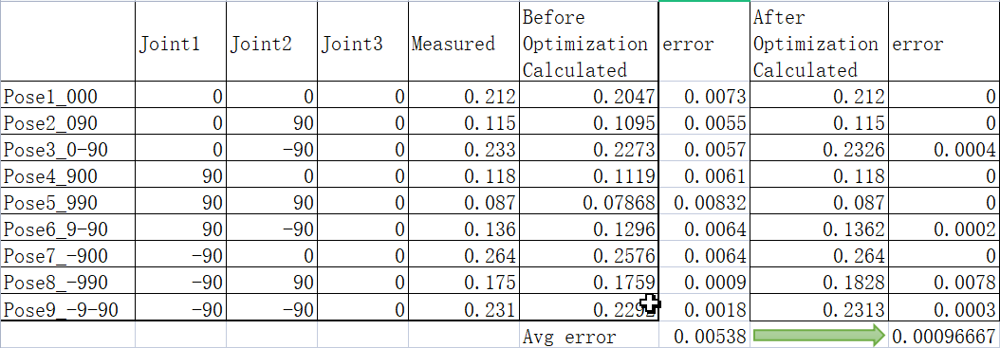 Before After
Joint1 Joint2 Joint3 Measured Optimization error Optimization error
Calculated Calculated
Pose1_000 0 0 0 0.212 0.2047 0.0073 0.212 0
Pose2_090 0 90 0 0.115 0.1095 0.0055 0.115 0
Pose3_0-90 0 -90 0 0.233 0.2273 0.0057 0.2326 0.0004
Pose4_900 90 0 0 0.118 0.1119 0.0061 0.118 0
Pose5_990 90 90 0 0.087 0.07868 0.00832 0.087 0
Pose6_9-90 90 -90 0 0.136 0.1296 0.0064 0.1362 0.0002
Pose7_-900 -90 0 0 0.264 0.2576 0.0064 0.264 0
Pose8_-990 -90 90 0 0.175 0.1759 0.0009 0.1828 0.0078
Pose9_-9-90 -90 -90 0 0.231 0.2292 0.0018 0.2313 0.0003
Avg error 0.00538 0.00096667